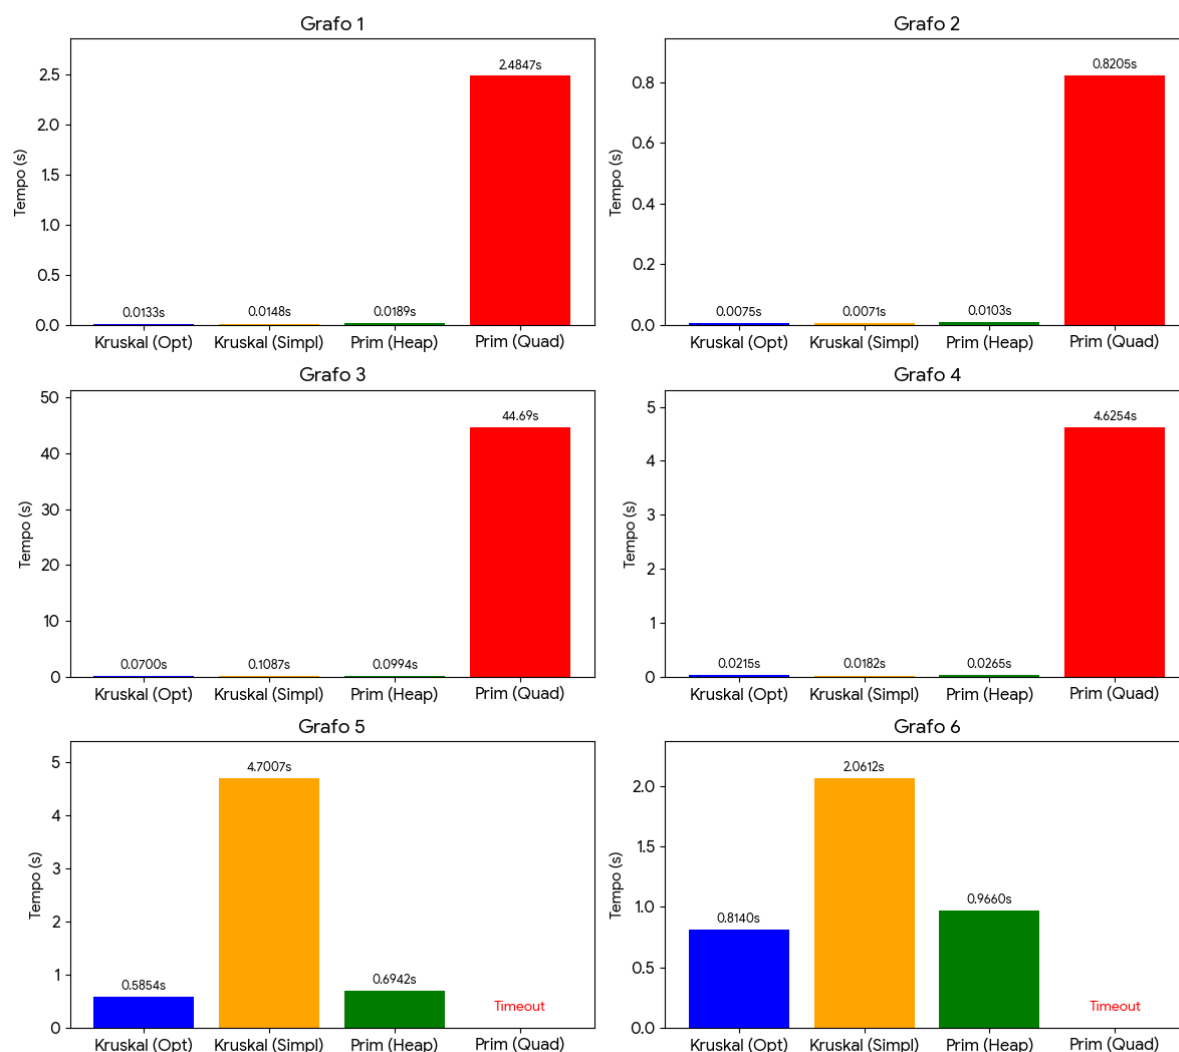 Grafo 1
Tempo (s)
2.5
2.0
1.5
1.0
0.5
0.0
0.0133s
0.0148s
0.0189s
2.4847s
Kruskal (Opt)
Kruskal (Simpl)
Prim (Heap)
Prim (Quad)
Grafo 2
Tempo (s)
0.8
0.6
0.4
0.2
0.0
0.0075s
0.0071s
0.0103s
0.8205s
Kruskal (Opt)
Kruskal (Simpl)
Prim (Heap)
Prim (Quad)
Grafo 3
Tempo (s)
50
40
30
20
10
0
0.0700s
0.1087s
0.0994s
44.69s
Kruskal (Opt)
Kruskal (Simpl)
Prim (Heap)
Prim (Quad)
Grafo 4
Tempo (s)
5
4
3
2
1
0
0.0215s
0.0182s
0.0265s
4.6254s
Kruskal (Opt)
Kruskal (Simpl)
Prim (Heap)
Prim (Quad)
Grafo 5
Tempo (s)
5
4
3
2
1
0
0.5854s
4.7007s
0.6942s
Timeout
Kruskal (Opt)
Kruskal (Simpl)
Prim (Heap)
Prim (Quad)
Grafo 6
Tempo (s)
2.0
1.5
1.0
0.5
0.0
0.8140s
2.0612s
0.9660s
Timeout
Kruskal (Opt)
Kruskal (Simpl)
Prim (Heap)
Prim (Quad)